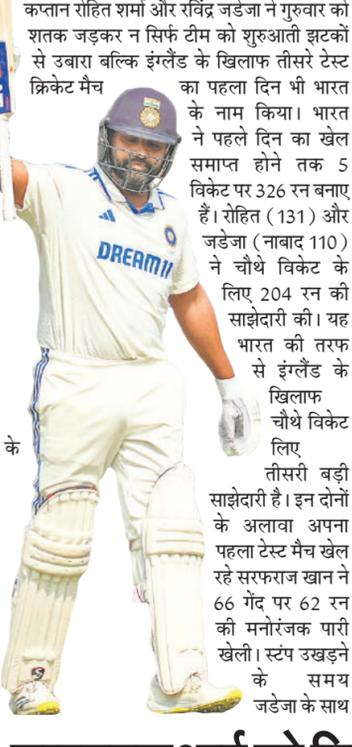 कप्तान रोहित शर्मा और रविंद्र जडेजा ने गुरुवार को
शतक जड़कर न सिर्फ टीम को शुरुआती झटकों
से उबारा बल्कि इंग्लैंड के खिलाफ तीसरे टेस्ट
क्रिकेट मैच का पहला दिन भी भारत
के नाम किया। भारत
ने पहले दिन का खेल
समाप्त होने तक 5
विकेट पर 326 रन बनाए
हैं। रोहित (131) और
जडेजा (नाबाद 110)
ने चौथे विकेट के
लिए 204 रन की
साझेदारी की। यह
भारत की तरफ
से इंग्लैंड के
खिलाफ
चौथे विकेट
के लिए
तीसरी बड़ी
साझेदारी है। इन दोनों
के अलावा अपना
पहला टेस्ट मैच खेल
रहे सरफराज खान ने
66 गेंद पर 62 रन
की मनोरंजक पारी
खेली। स्टंप उखड़ने
के समय
जडेजा के साथ
DREAM11